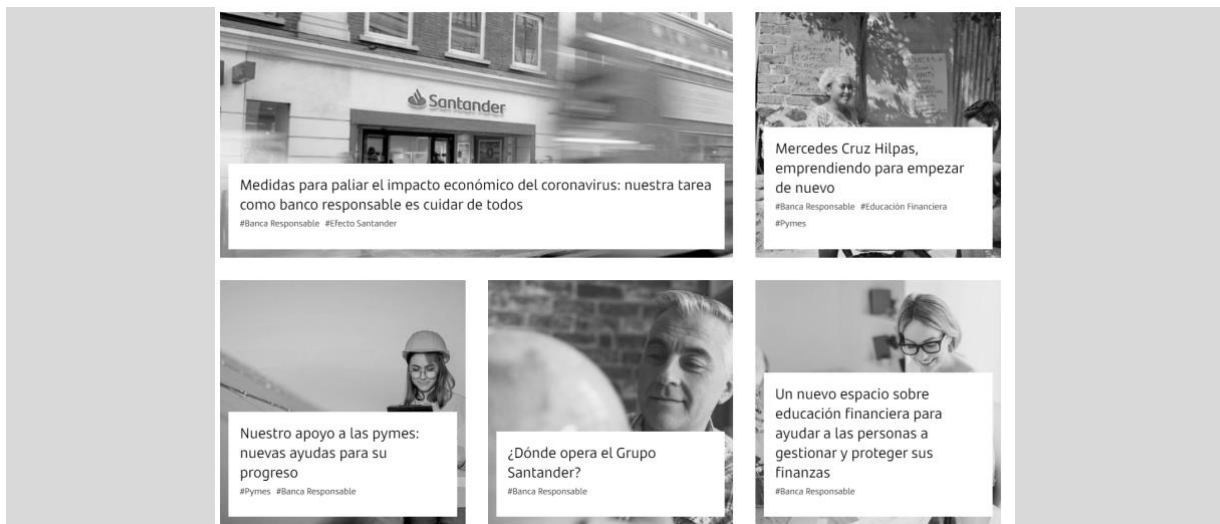 Santander
Medidas para paliar el impacto económico del coronavirus: nuestra tarea
como banco responsable es cuidar de todos
#Banca Responsable #Efecto Santander
Mercedes Cruz Hilpas,
emprendiendo para empezar
de nuevo
#Banca Responsable #Educación Financiera
#Pymes
Nuestro apoyo a las pymes:
nuevas ayudas para su
progreso
#Pymes #Banca Responsable
¿Dónde opera el Grupo
Santander?
#Banca Responsable
Un nuevo espacio sobre
educación financiera para
ayudar a las personas a
gestionar y proteger sus
finanzas
#Banca Responsable